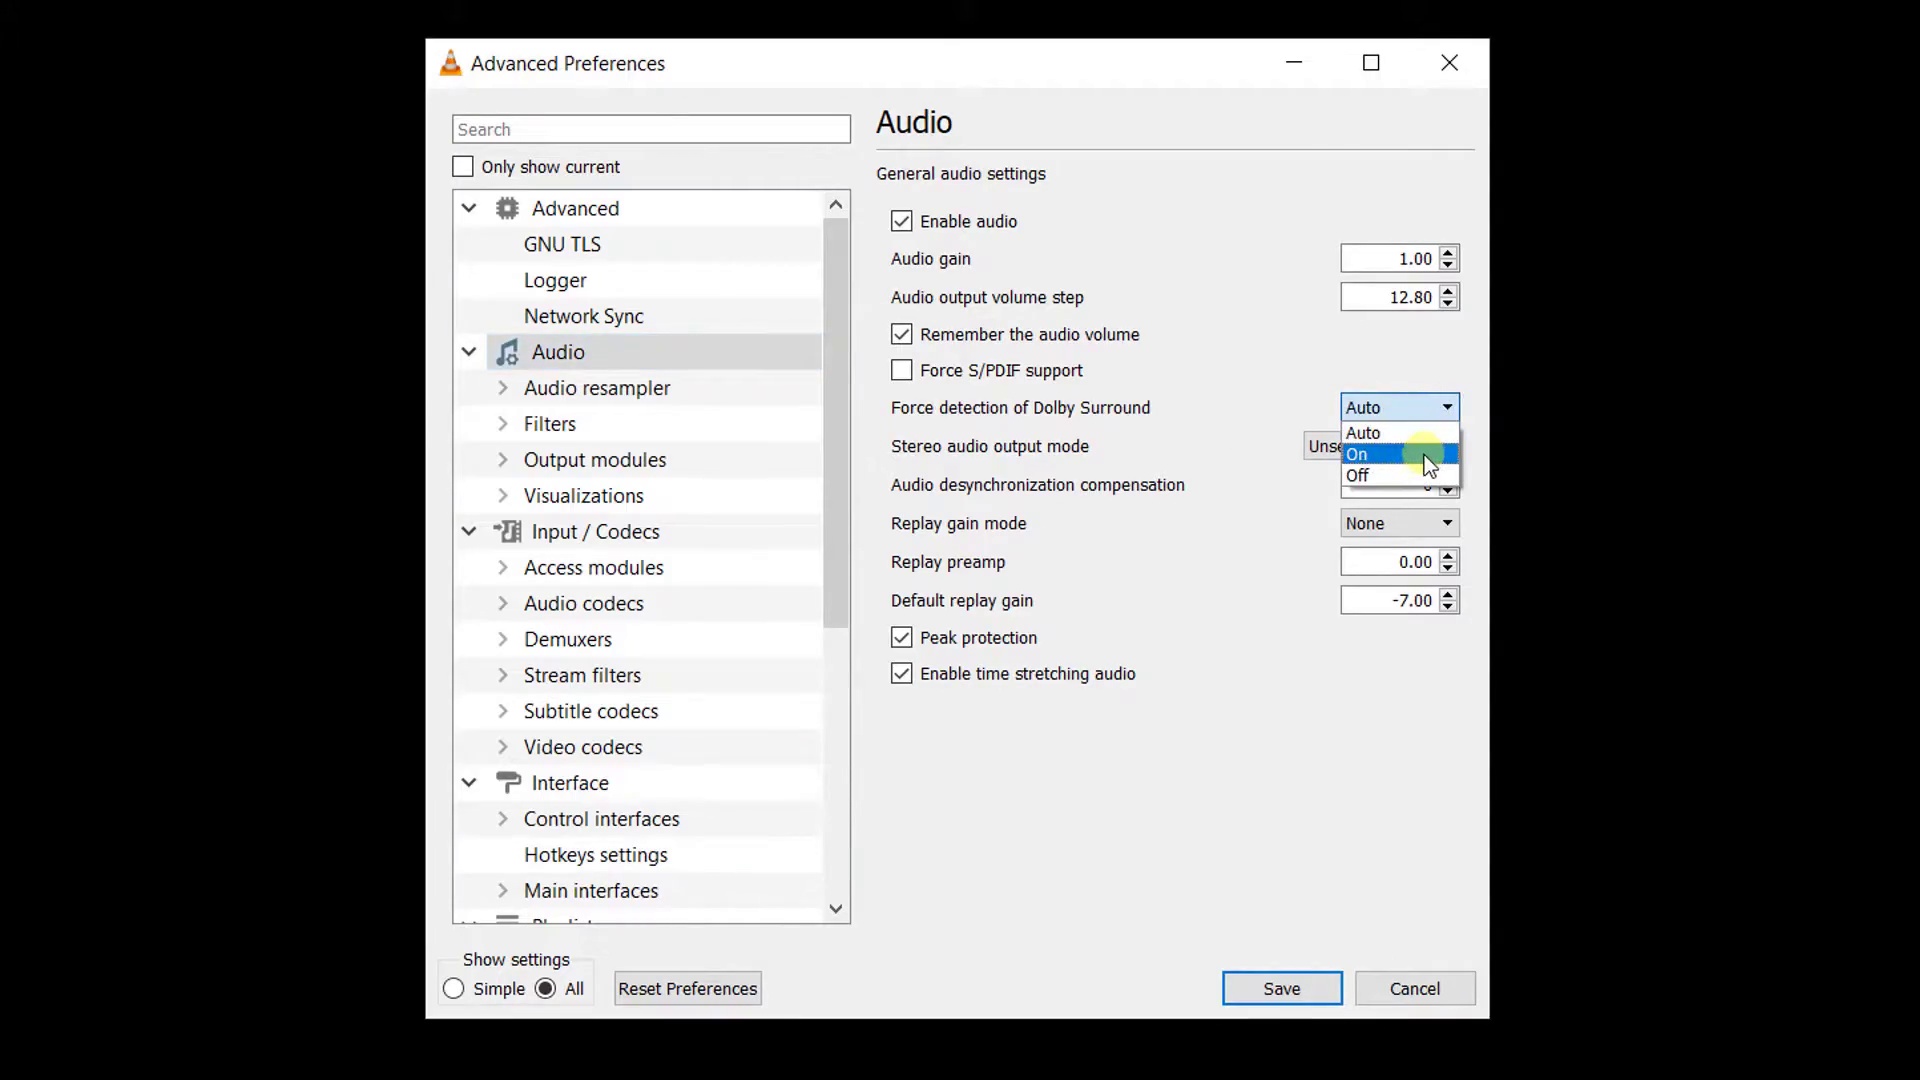 Advanced Preferences
Search
Only show current
Advanced
GNU TLS
Logger
Network Sync
Audio
Audio resampler
Filters
Output modules
Visualizations
Input / Codecs
Access modules
Audio codecs
Demuxers
Stream filters
Subtitle codecs
Video codecs
Interface
Control interfaces
Hotkeys settings
Main interfaces
Show settings
Simple
All
Reset Preferences
Audio
General audio settings
Enable audio
Audio gain 1.00
Audio output volume step 12.80
Remember the audio volume
Force S/PDIF support
Force detection of Dolby Surround Auto
Auto
On
Off
Stereo audio output mode Unse
Audio desynchronization compensation
Replay gain mode None
Replay preamp 0.00
Default replay gain -7.00
Peak protection
Enable time stretching audio
Save
Cancel